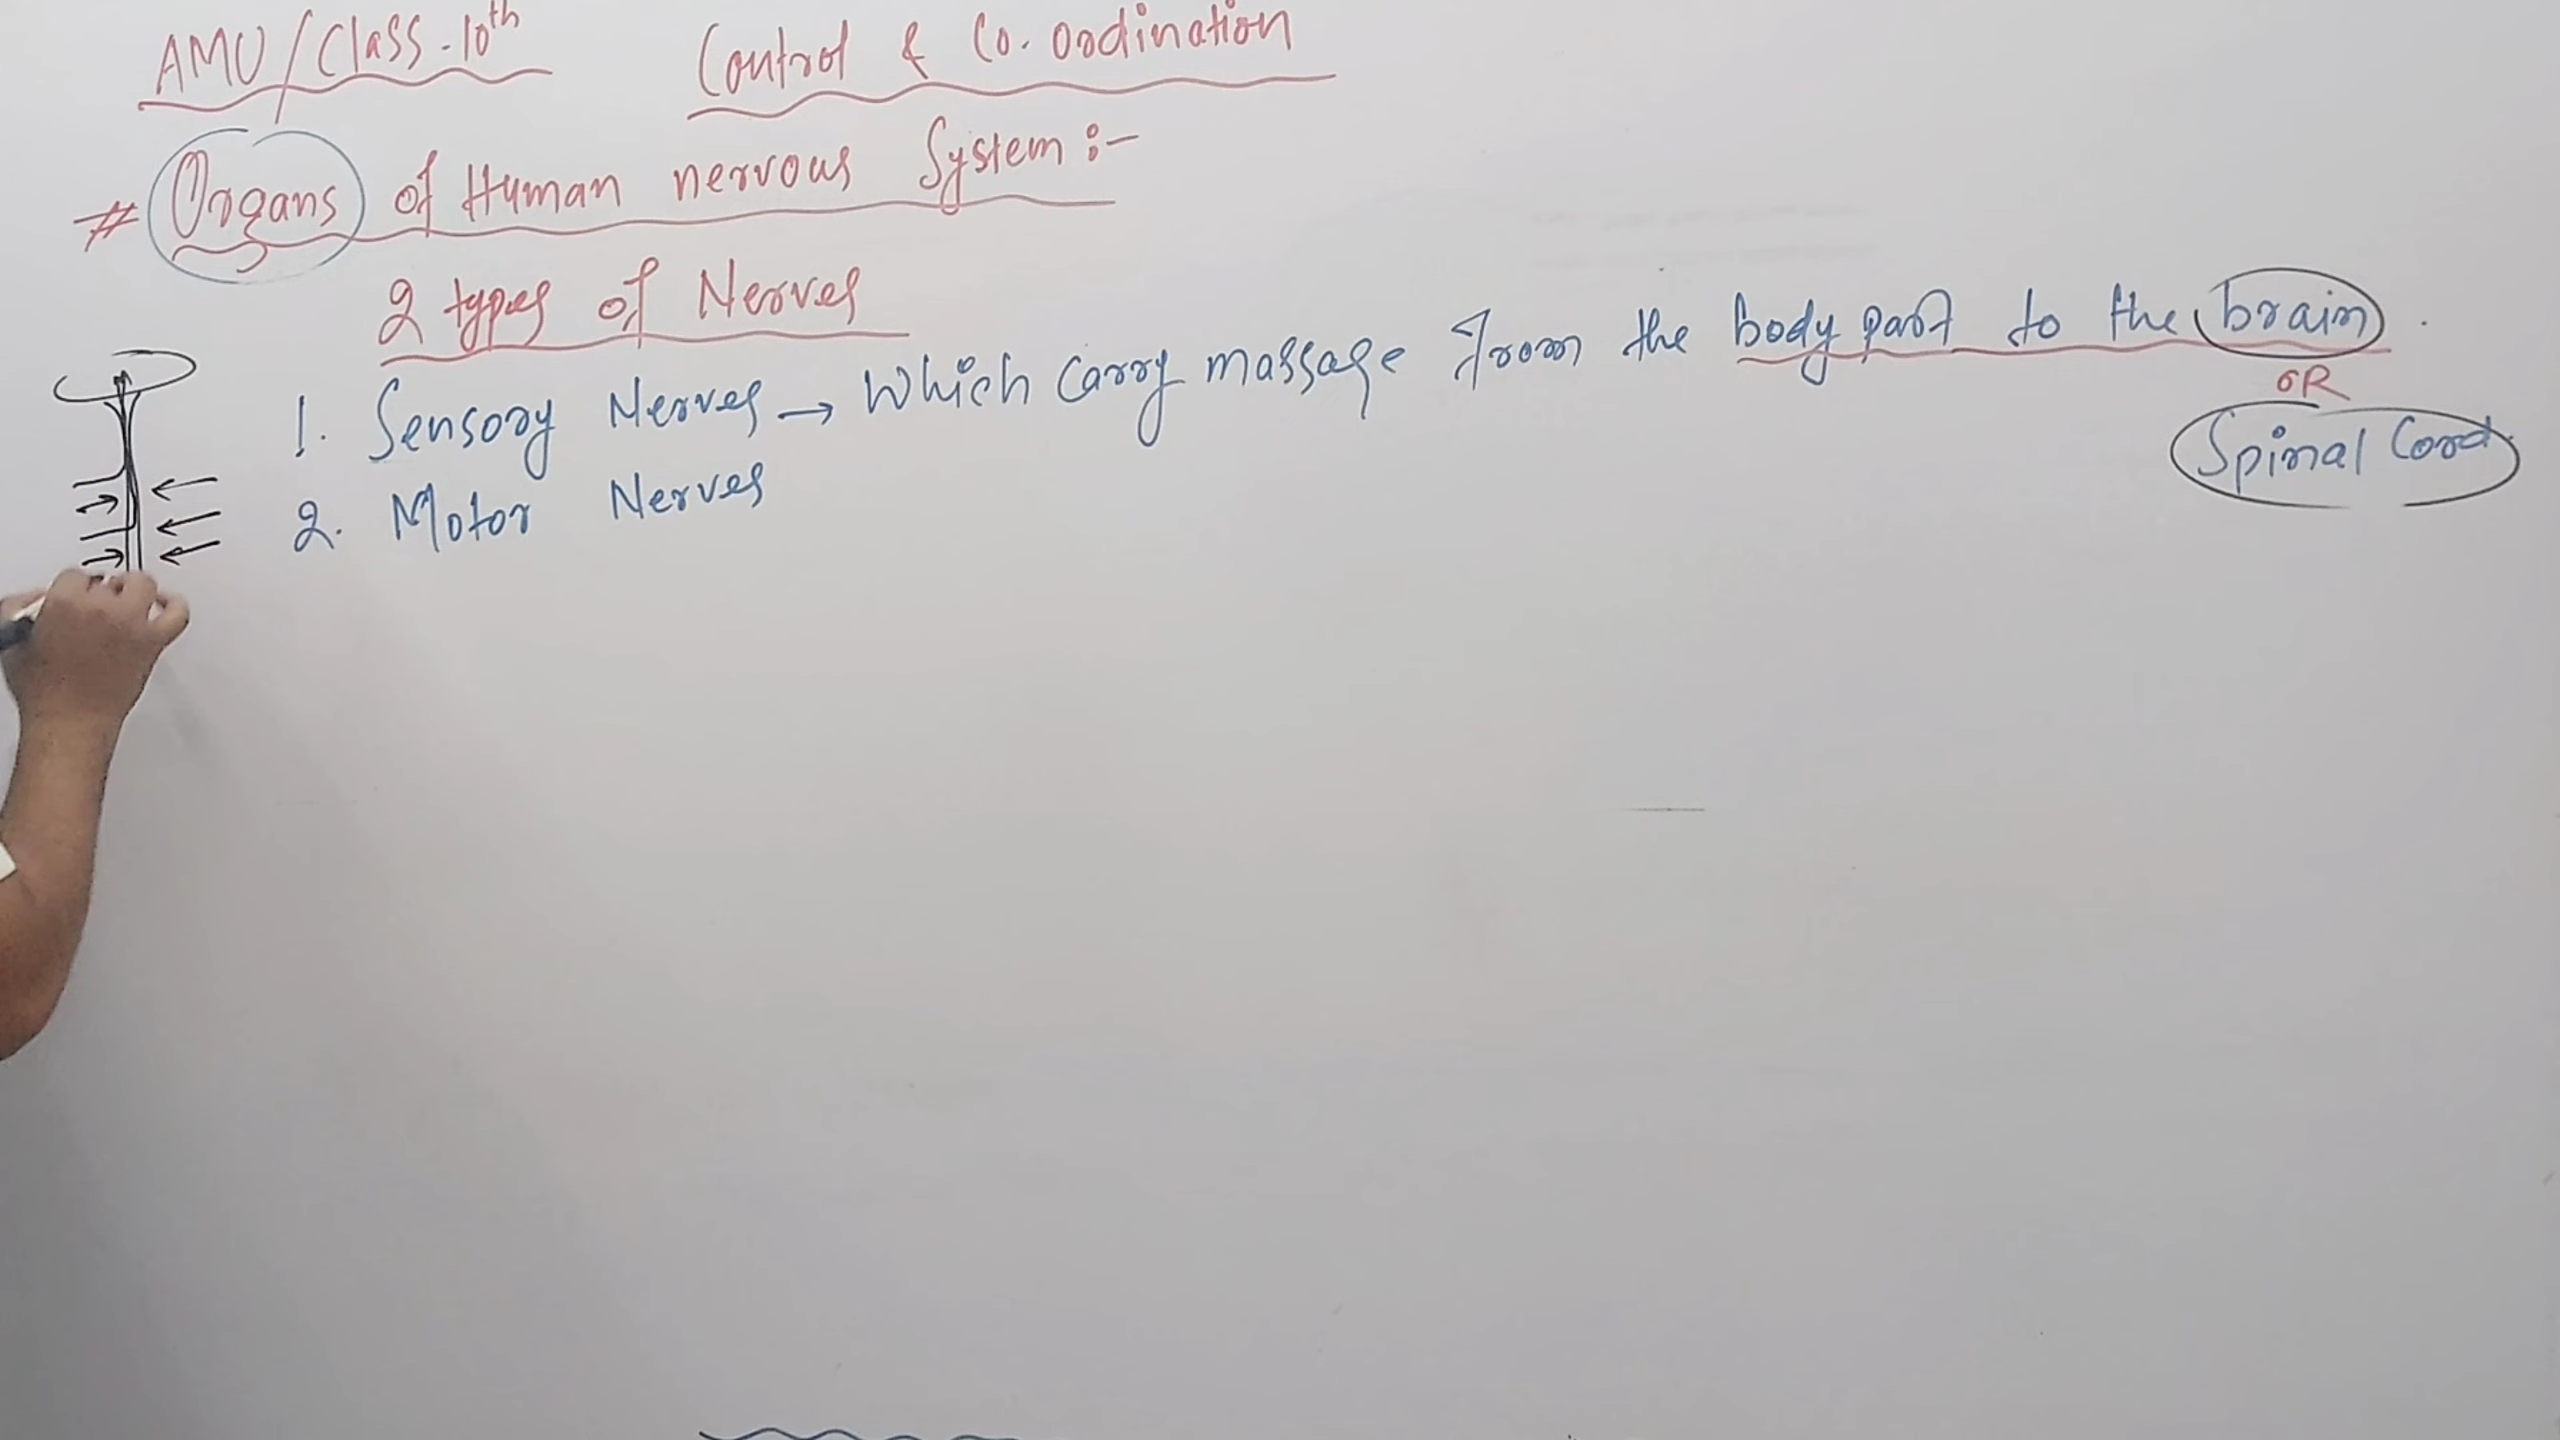 AMU/Class-10th Control & Co-ordination
# Organs of Human nervous System :-
2 types of Nerves
1. Sensory Nerves → Which Carry massage from the body part to the brain.
OR
Spinal Cord.
2. Motor Nerves